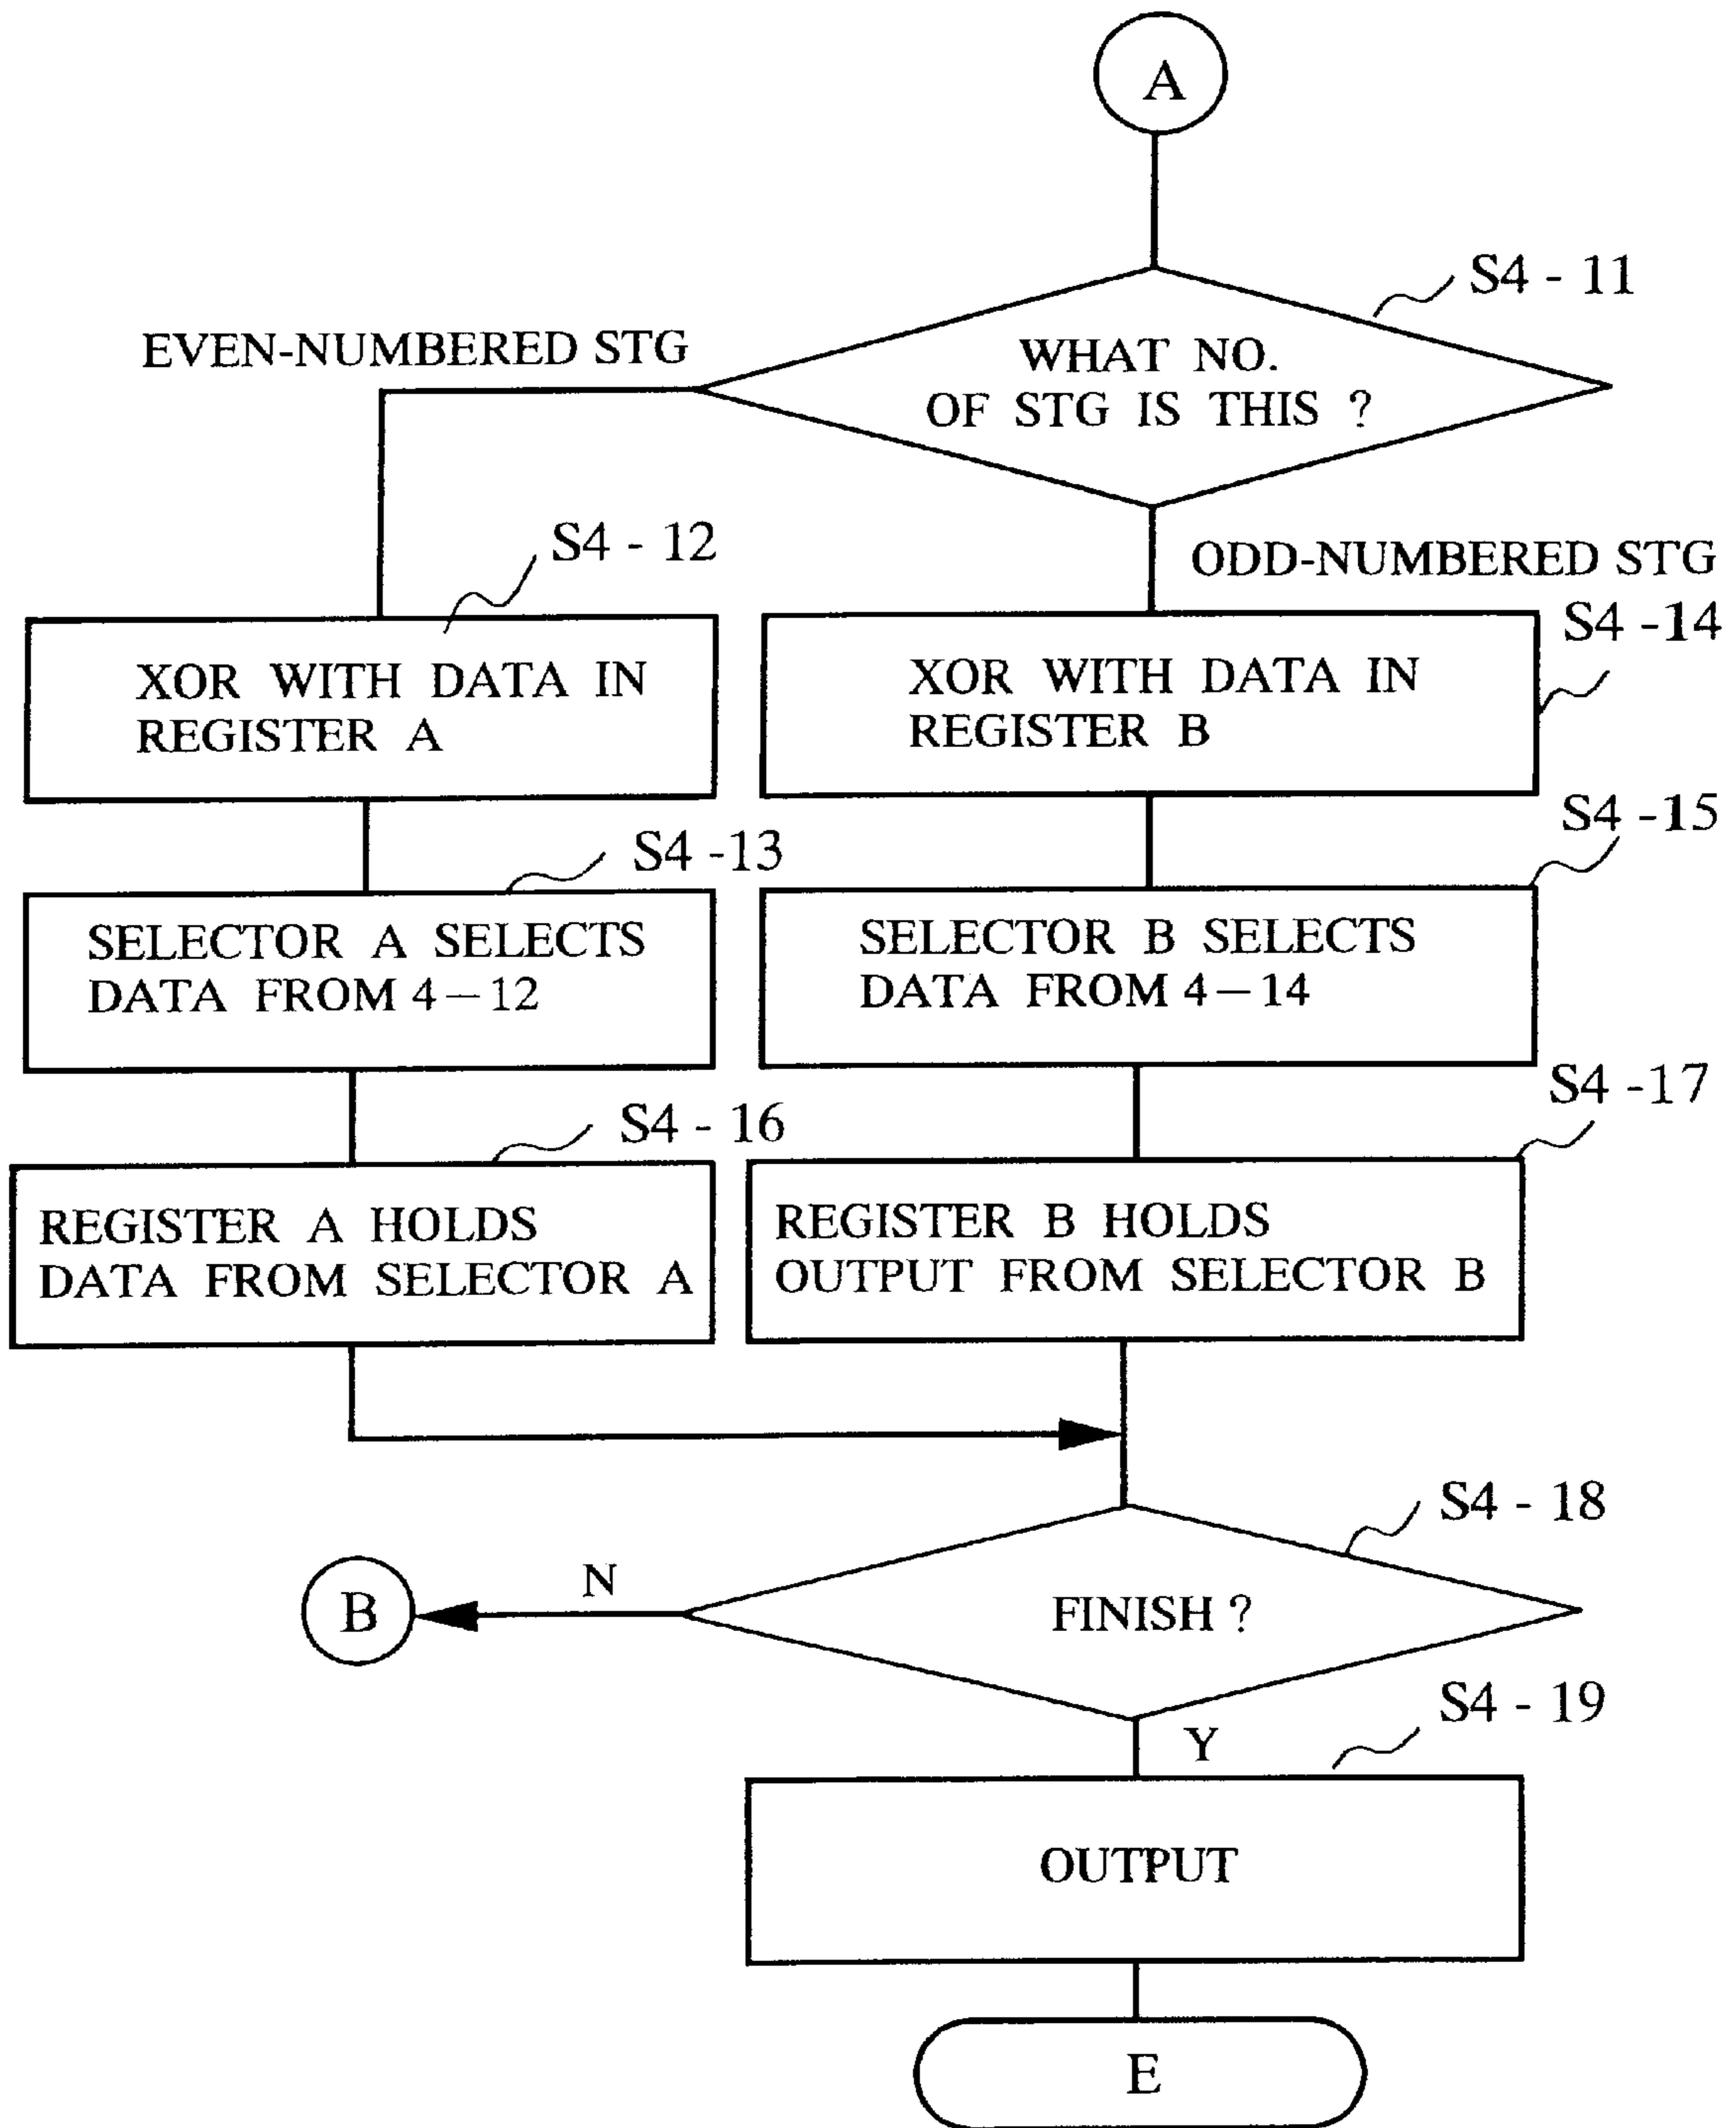 A
S4 - 11
WHAT NO.
OF STG IS THIS ?
EVEN-NUMBERED STG
ODD-NUMBERED STG
S4 - 12
XOR WITH DATA IN
REGISTER A
S4 -14
XOR WITH DATA IN
REGISTER B
S4 -13
SELECTOR A SELECTS
DATA FROM 4—12
S4 -15
SELECTOR B SELECTS
DATA FROM 4—14
S4 - 16
REGISTER A HOLDS
DATA FROM SELECTOR A
S4 -17
REGISTER B HOLDS
OUTPUT FROM SELECTOR B
S4 - 18
FINISH ?
N
B
Y
S4 - 19
OUTPUT
E